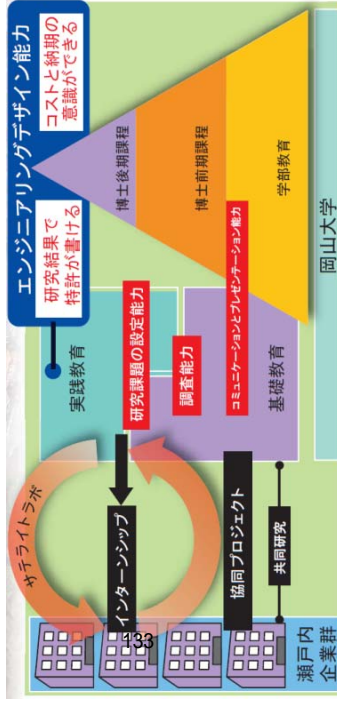 エンジニアリングデザイン能力
研究結果で
特許が書ける
コストと納期の
意識ができる
サテライトラボ
実践教育
博士後期課程
研究課題の設定能力
インターンシップ
133
博士前期課程
調査能力
コミュニケーションとプレゼンテーション能力
協同プロジェクト
基礎教育
学部教育
共同研究
瀬戸内
企業群
岡山大学